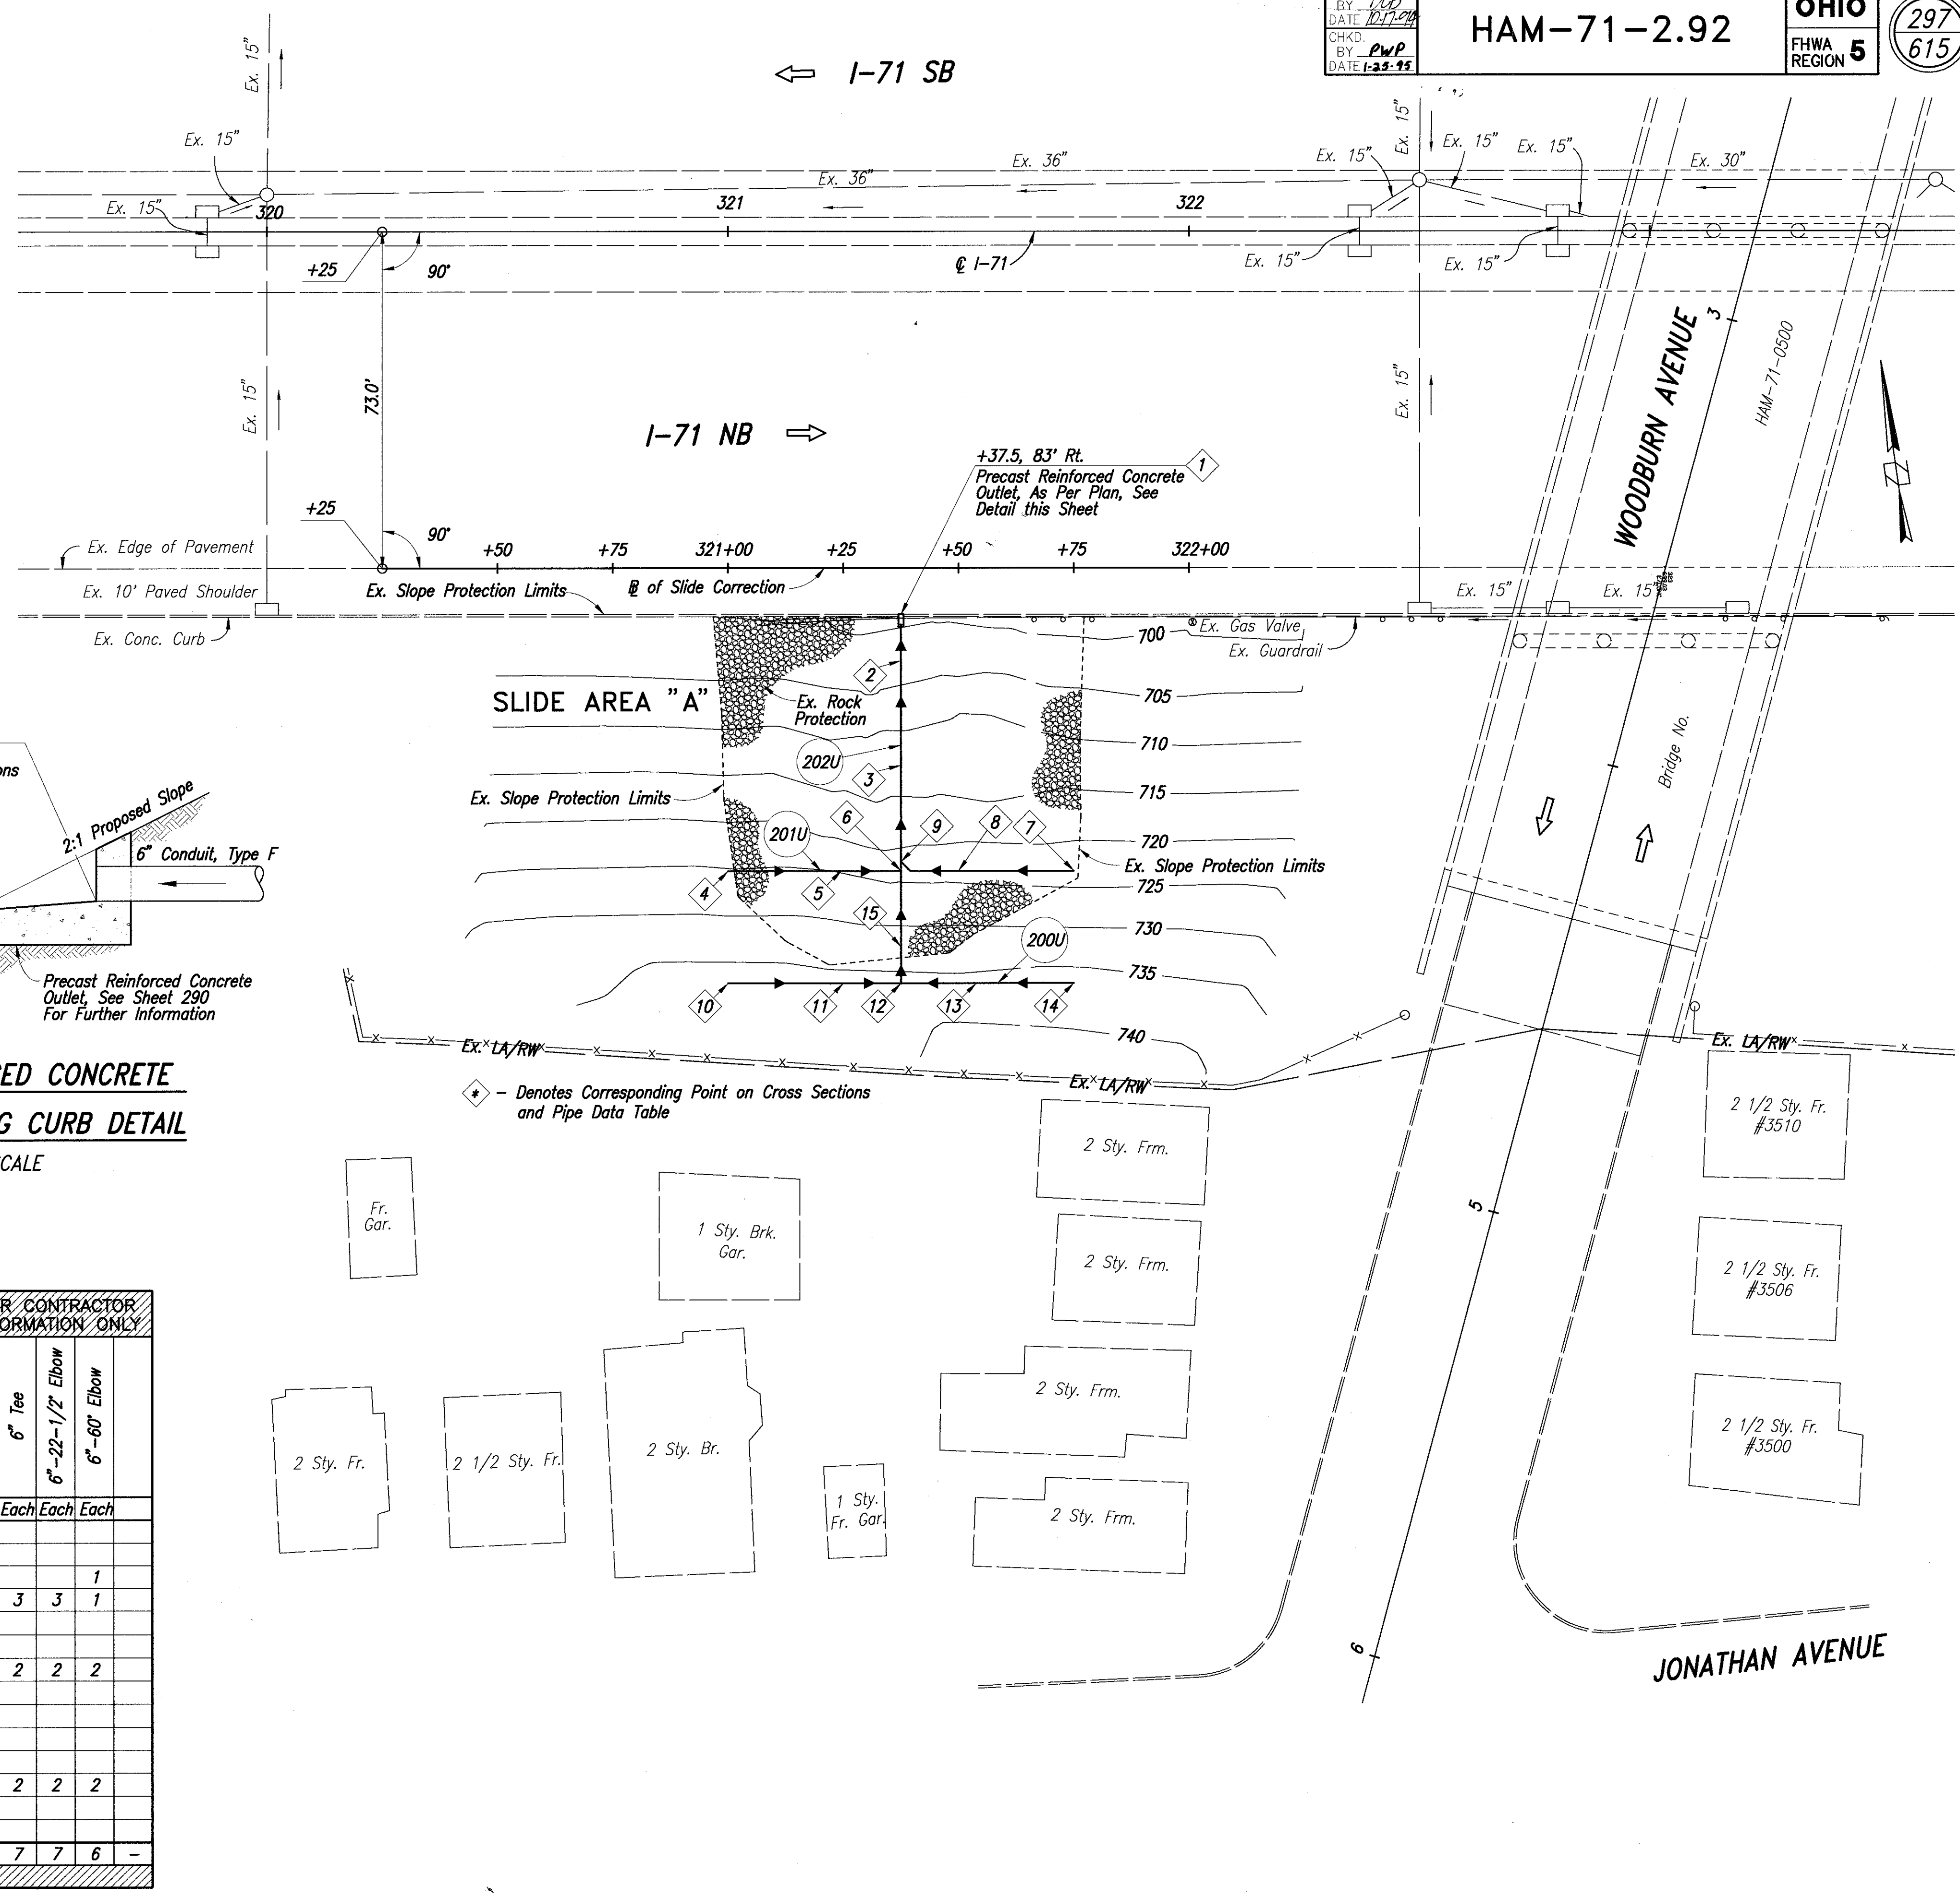 BY
DATE 10-17-94
CHKD.
BY PWP
DATE 1-25-95
HAM-71-2.92
OHIO
FHWA
REGION 5
297
615
I-71 SB
Ex. 15"
Ex. 15"
Ex. 15"
Ex. 15"
Ex. 15"
Ex. 15"
Ex. 15"
Ex. 36"
Ex. 36"
Ex. 30"
320
321
322
+25
90°
℄ I-71
Ex. 15"
Ex. 15"
Ex. 15"
73.0'
Ex. 15"
I-71 NB
WOODBURN AVENUE
3
HAM-71-0500
Bridge No.
+37.5, 83' Rt.
Precast Reinforced Concrete
Outlet, As Per Plan, See
Detail this Sheet
1
+25
90°
+50
+75
321+00
+25
+50
+75
322+00
Ex. Edge of Pavement
Ex. 10' Paved Shoulder
Ex. Conc. Curb
Ex. Slope Protection Limits
of Slide Correction
Ex. 15"
Ex. 15"
Ex. Gas Valve
Ex. Guardrail
700
705
710
715
720
725
730
735
740
SLIDE AREA "A"
Ex. Rock
Protection
2
202U
3
Ex. Slope Protection Limits
201U
6
9
8
7
Ex. Slope Protection Limits
4
5
15
200U
10
11
12
13
14
ons
2:1 Proposed Slope
6" Conduit, Type F
Precast Reinforced Concrete
Outlet, See Sheet 290
For Further Information
ED CONCRETE
G CURB DETAIL
CALE
Ex. LA/RW
Ex. LA/RW
Ex. LA/RW
* - Denotes Corresponding Point on Cross Sections
and Pipe Data Table
Fr.
Gar.
1 Sty. Brk.
Gar.
2 Sty. Frm.
2 Sty. Frm.
2 Sty. Frm.
2 Sty. Frm.
2 Sty. Fr.
2 1/2 Sty. Fr.
2 Sty. Br.
1 Sty.
Fr. Gar.
2 1/2 Sty. Fr.
#3510
2 1/2 Sty. Fr.
#3506
2 1/2 Sty. Fr.
#3500
5
6
JONATHAN AVENUE
R CONTRACTOR
ORMATION ONLY
6" Tee
6"-22-1/2° Elbow
6"-60° Elbow
Each Each Each
1
3 3 1
2 2 2
2 2 2
7 7 6 -